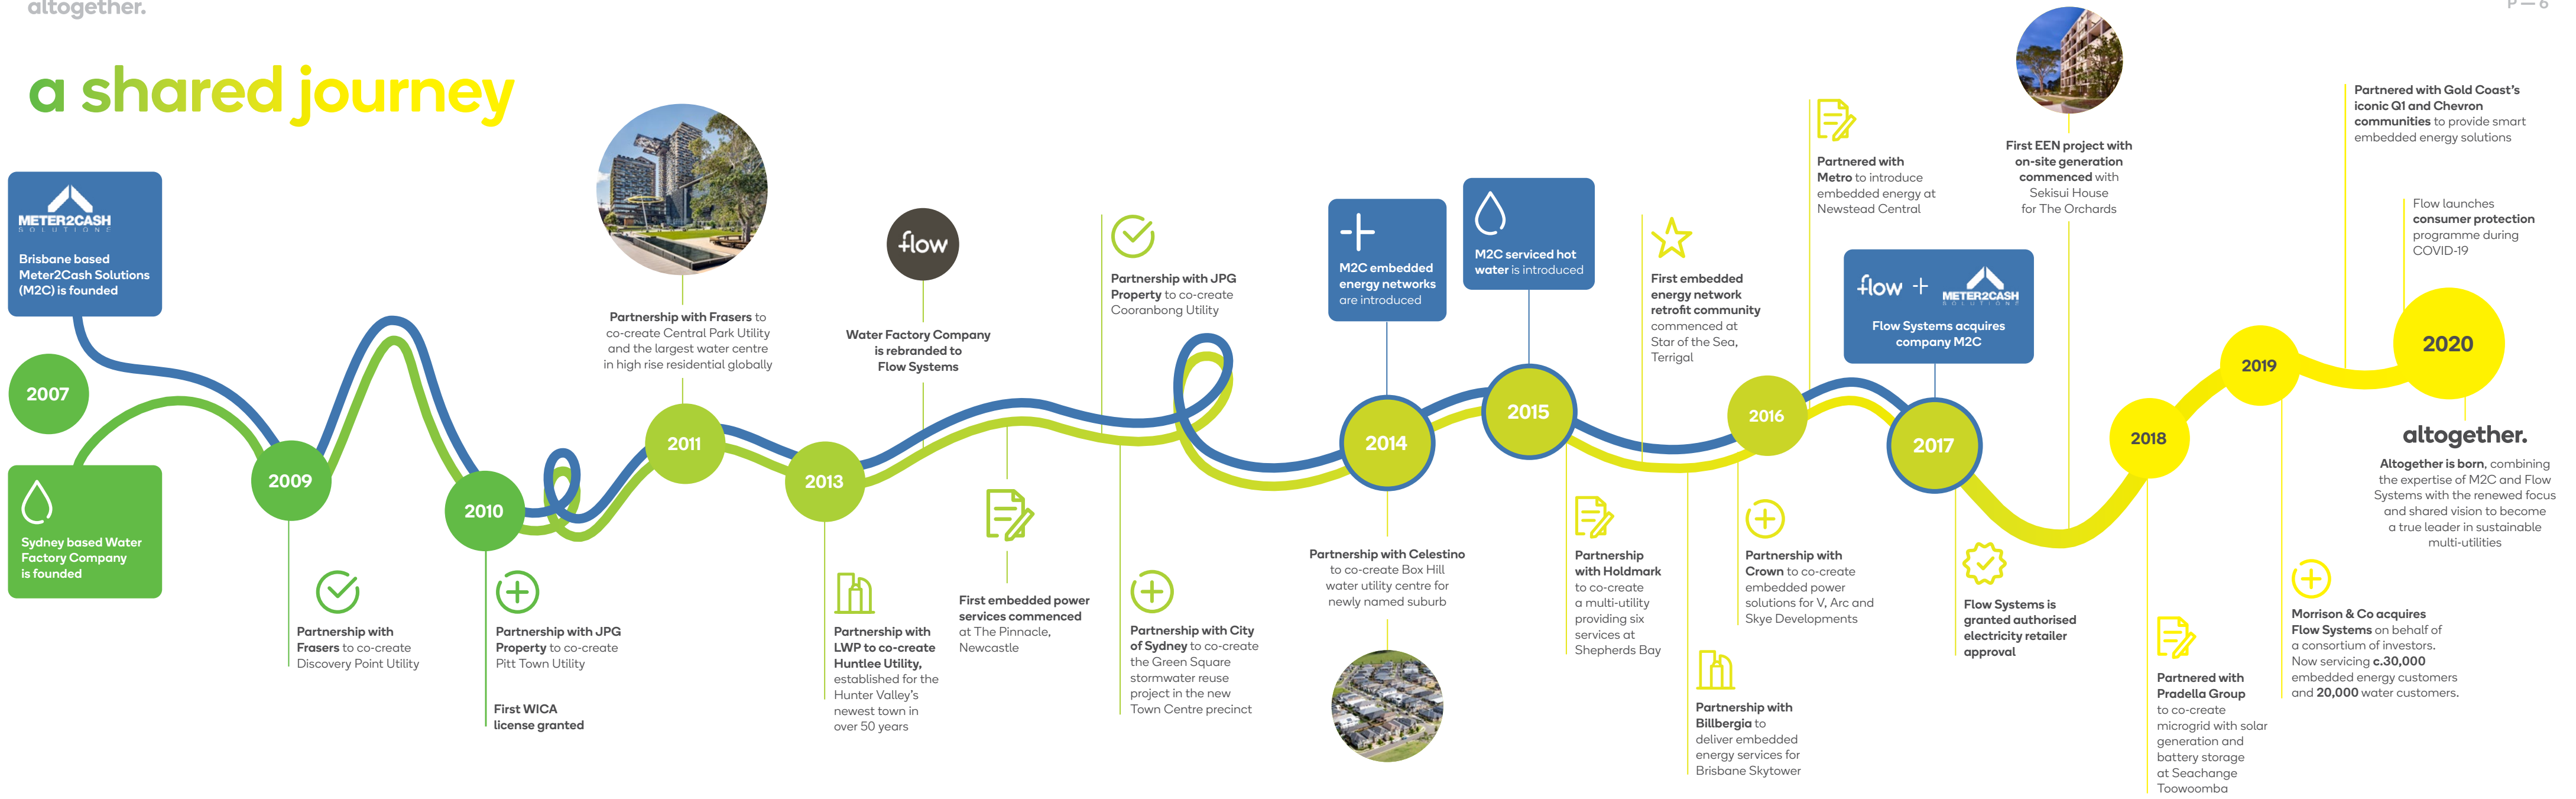 altogether.
P — 6
a shared journey
METER2CASH
SOLUTIONS
Brisbane based
Meter2Cash Solutions
(M2C) is founded
2007
Sydney based Water
Factory Company
is founded
2009
Partnership with
Frasers to co-create
Discovery Point Utility
2010
Partnership with JPG
Property to co-create
Pitt Town Utility
First WICA
license granted
Partnership with Frasers to
co-create Central Park Utility
and the largest water centre
in high rise residential globally
2011
flow
Water Factory Company
is rebranded to
Flow Systems
2013
Partnership with
LWP to co-create
Huntlee Utility,
established for the
Hunter Valley's
newest town in
over 50 years
First embedded power
services commenced
at The Pinnacle,
Newcastle
Partnership with JPG
Property to co-create
Cooranbong Utility
Partnership with City
of Sydney to co-create
the Green Square
stormwater reuse
project in the new
Town Centre precinct
M2C embedded
energy networks
are introduced
2014
Partnership with Celestino
to co-create Box Hill
water utility centre for
newly named suburb
M2C serviced hot
water is introduced
2015
Partnership
with Holdmark
to co-create
a multi-utility
providing six
services at
Shepherds Bay
First embedded
energy network
retrofit community
commenced at
Star of the Sea,
Terrigal
Partnership with
Billbergia to
deliver embedded
energy services for
Brisbane Skytower
2016
Partnership with
Crown to co-create
embedded power
solutions for V, Arc and
Skye Developments
Partnered with
Metro to introduce
embedded energy at
Newstead Central
flow + METER2CASH
SOLUTIONS
Flow Systems acquires
company M2C
2017
Flow Systems is
granted authorised
electricity retailer
approval
First EEN project with
on-site generation
commenced with
Sekisui House
for The Orchards
2018
Partnered with
Pradella Group
to co-create
microgrid with solar
generation and
battery storage
at Seachange
Toowoomba
2019
Morrison & Co acquires
Flow Systems on behalf of
a consortium of investors.
Now servicing c.30,000
embedded energy customers
and 20,000 water customers.
Partnered with Gold Coast's
iconic Q1 and Chevron
communities to provide smart
embedded energy solutions
Flow launches
consumer protection
programme during
COVID-19
2020
altogether.
Altogether is born, combining
the expertise of M2C and Flow
Systems with the renewed focus
and shared vision to become
a true leader in sustainable
multi-utilities